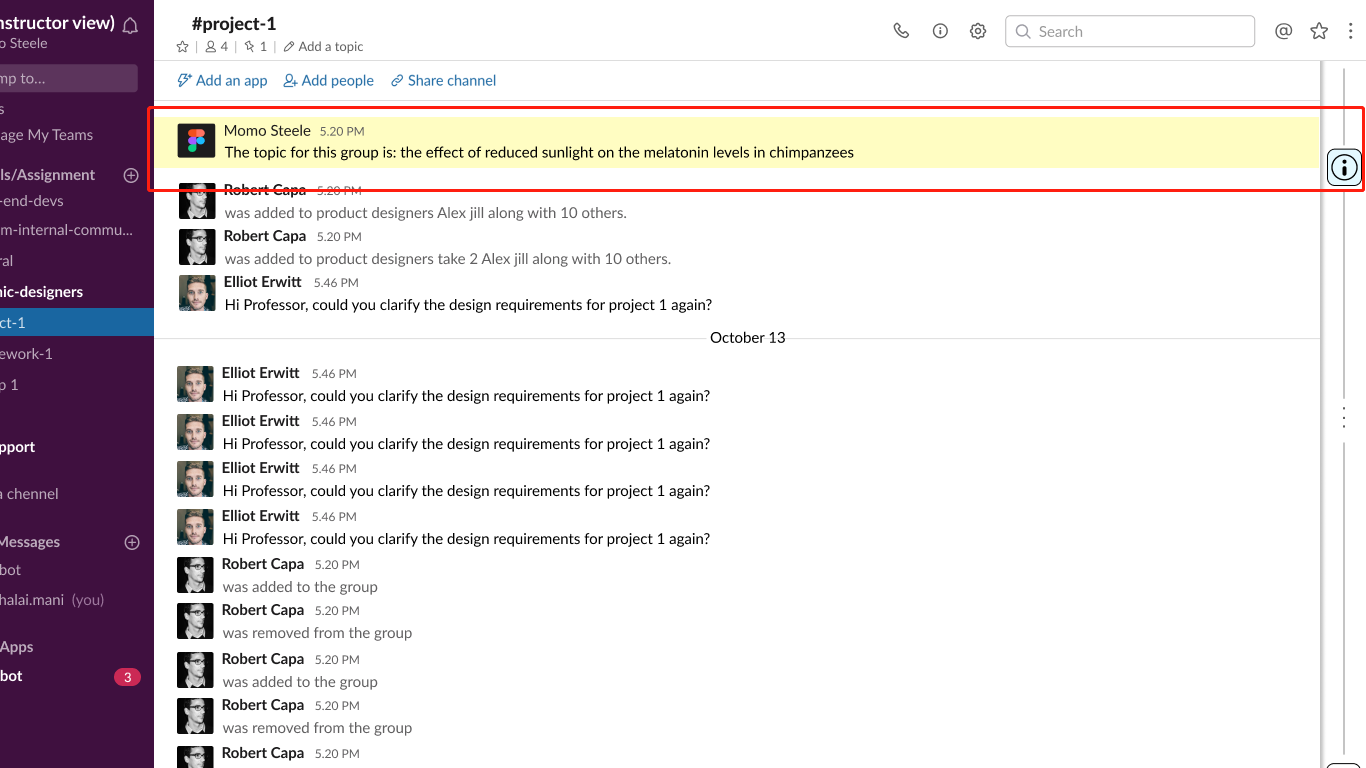 nstructor view)
o Steele
mp to...
s
age My Teams
ls/Assignment
-end-devs
m-internal-commu...
ral
ic-designers
ct-1
ework-1
p 1
pport
a channel
Messages
bot
halai.mani (you)
Apps
bot 3
#project-1
4 | 1 | Add a topic
Search
Add an app Add people Share channel
Momo Steele 5.20 PM
The topic for this group is: the effect of reduced sunlight on the melatonin levels in chimpanzees
Robert Capa 5.20 PM
was added to product designers Alex jill along with 10 others.
Robert Capa 5.20 PM
was added to product designers take 2 Alex jill along with 10 others.
Elliot Erwitt 5.46 PM
Hi Professor, could you clarify the design requirements for project 1 again?
October 13
Elliot Erwitt 5.46 PM
Hi Professor, could you clarify the design requirements for project 1 again?
Elliot Erwitt 5.46 PM
Hi Professor, could you clarify the design requirements for project 1 again?
Elliot Erwitt 5.46 PM
Hi Professor, could you clarify the design requirements for project 1 again?
Elliot Erwitt 5.46 PM
Hi Professor, could you clarify the design requirements for project 1 again?
Robert Capa 5.20 PM
was added to the group
Robert Capa 5.20 PM
was removed from the group
Robert Capa 5.20 PM
was added to the group
Robert Capa 5.20 PM
was removed from the group
Robert Capa 5.20 PM